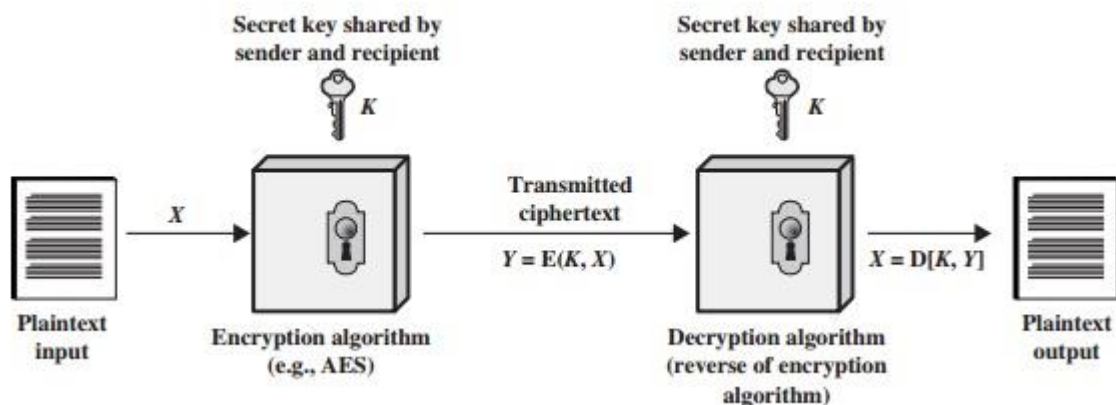 Secret key shared by
sender and recipient
K
Secret key shared by
sender and recipient
K
X
Transmitted
ciphertext
Y = E(K, X)
X = D[K, Y]
Plaintext
input
Encryption algorithm
(e.g., AES)
Decryption algorithm
(reverse of encryption
algorithm)
Plaintext
output